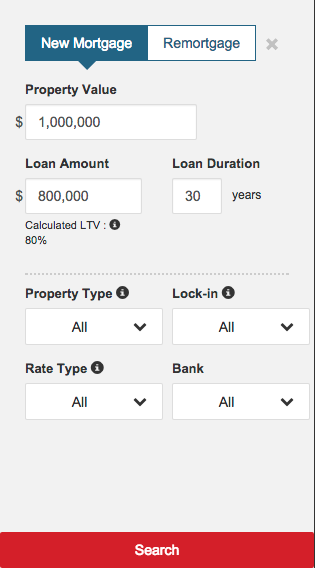 New Mortgage Remortgage
Property Value
$ 1,000,000
Loan Amount Loan Duration
$ 800,000 30 years
Calculated LTV :
80%
Property Type Lock-in
All All
Rate Type Bank
All All
Search